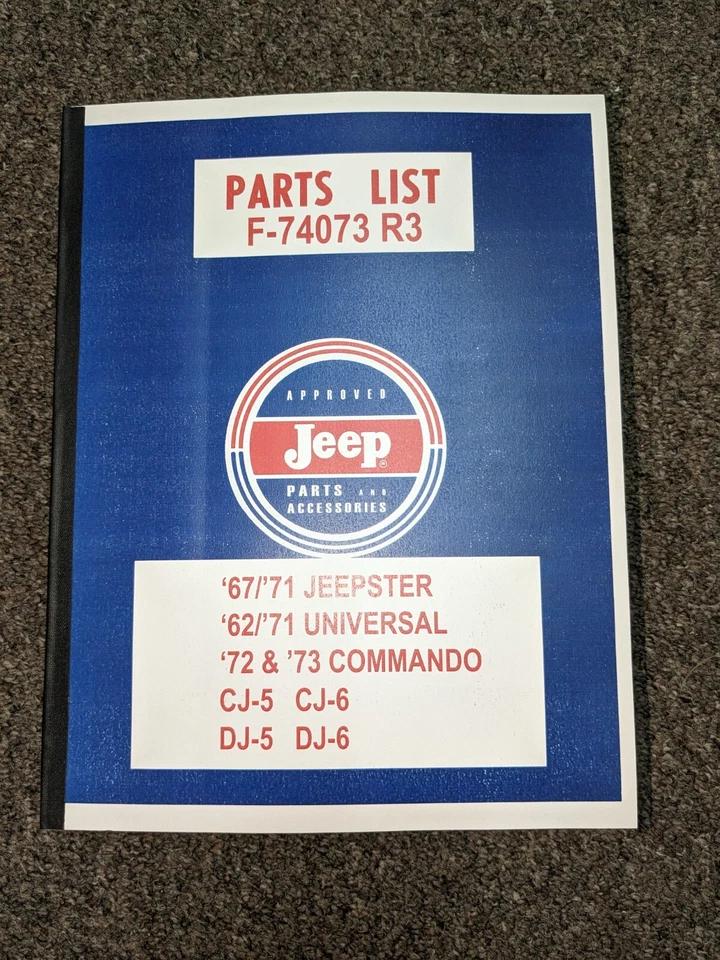 PARTS LIST
F-74073 R3
APPROVED
Jeep®
PARTS AND
ACCESSORIES
'67/'71 JEEPSTER
'62/'71 UNIVERSAL
'72 & '73 COMMANDO
CJ-5 CJ-6
DJ-5 DJ-6